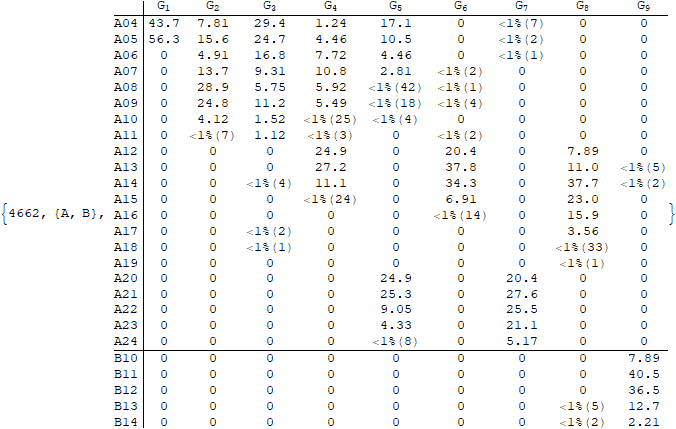 G1 G2 G3 G4 G5 G6 G7 G8 G9
A04 43.7 7.81 29.4 1.24 17.1 0 <1%(7) 0 0
A05 56.3 15.6 24.7 4.46 10.5 0 <1%(2) 0 0
A06 0 4.91 16.8 7.72 4.46 0 <1%(1) 0 0
A07 0 13.7 9.31 10.8 2.81 <1%(2) 0 0 0
A08 0 28.9 5.75 5.92 <1%(42) <1%(1) 0 0 0
A09 0 24.8 11.2 5.49 <1%(18) <1%(4) 0 0 0
A10 0 4.12 1.52 <1%(25) <1%(4) 0 0 0 0
A11 0 <1%(7) 1.12 <1%(3) 0 <1%(2) 0 0 0
A12 0 0 0 24.9 0 20.4 0 7.89 0
A13 0 0 0 27.2 0 37.8 0 11.0 <1%(5)
A14 0 0 <1%(4) 11.1 0 34.3 0 37.7 <1%(2)
A15 0 0 0 <1%(24) 0 6.91 0 23.0 0
{4662, {A, B}, A16 0 0 0 0 0 <1%(14) 0 15.9 0 }
A17 0 0 <1%(2) 0 0 0 0 3.56 0
A18 0 0 <1%(1) 0 0 0 0 <1%(33) 0
A19 0 0 0 0 0 0 0 <1%(1) 0
A20 0 0 0 0 24.9 0 20.4 0 0
A21 0 0 0 0 25.3 0 27.6 0 0
A22 0 0 0 0 9.05 0 25.5 0 0
A23 0 0 0 0 4.33 0 21.1 0 0
A24 0 0 0 0 <1%(8) 0 5.17 0 0
B10 0 0 0 0 0 0 0 0 7.89
B11 0 0 0 0 0 0 0 0 40.5
B12 0 0 0 0 0 0 0 0 36.5
B13 0 0 0 0 0 0 0 <1%(5) 12.7
B14 0 0 0 0 0 0 0 <1%(2) 2.21